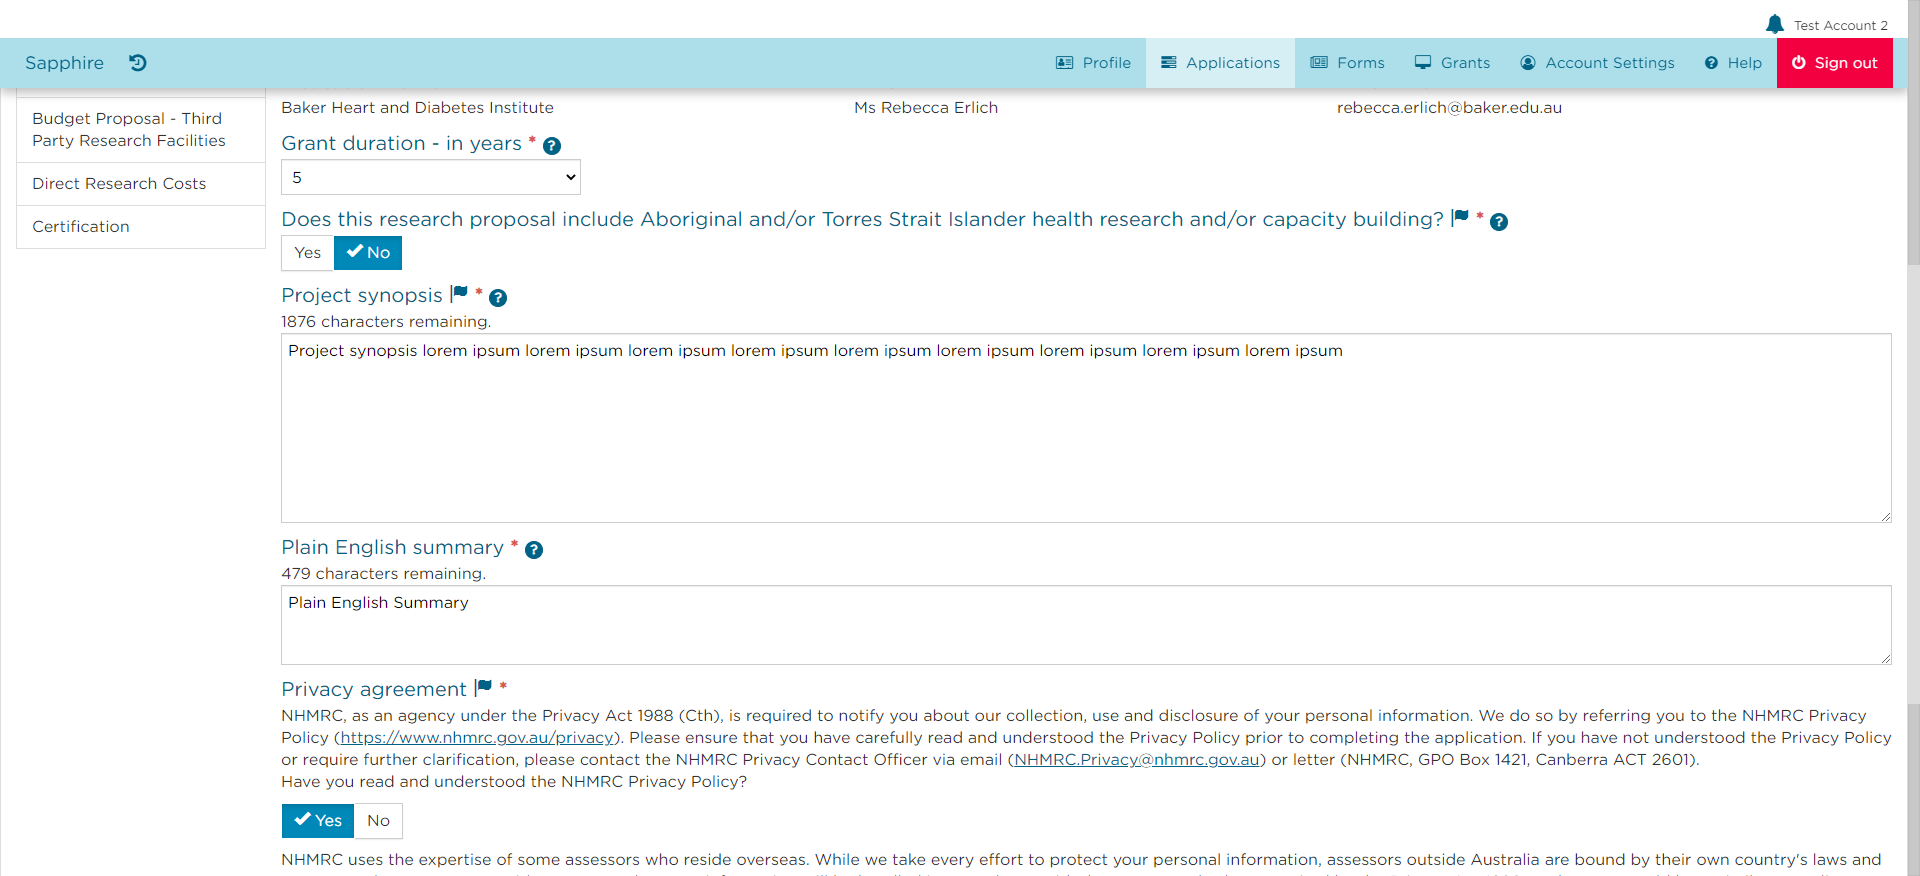 Test Account 2
Sapphire
Profile
Applications
Forms
Grants
Account Settings
Help
Sign out
Budget Proposal - Third
Party Research Facilities
Direct Research Costs
Certification
Baker Heart and Diabetes Institute
Ms Rebecca Erlich
rebecca.erlich@baker.edu.au
Grant duration - in years * ?
5
Does this research proposal include Aboriginal and/or Torres Strait Islander health research and/or capacity building? * ?
Yes
No
Project synopsis * ?
1876 characters remaining.
Project synopsis lorem ipsum lorem ipsum lorem ipsum lorem ipsum lorem ipsum lorem ipsum lorem ipsum lorem ipsum lorem ipsum
Plain English summary * ?
479 characters remaining.
Plain English Summary
Privacy agreement *
NHMRC, as an agency under the Privacy Act 1988 (Cth), is required to notify you about our collection, use and disclosure of your personal information. We do so by referring you to the NHMRC Privacy
Policy (https://www.nhmrc.gov.au/privacy). Please ensure that you have carefully read and understood the Privacy Policy prior to completing the application. If you have not understood the Privacy Policy
or require further clarification, please contact the NHMRC Privacy Contact Officer via email (NHMRC.Privacy@nhmrc.gov.au) or letter (NHMRC, GPO Box 1421, Canberra ACT 2601).
Have you read and understood the NHMRC Privacy Policy?
Yes
No
NHMRC uses the expertise of some assessors who reside overseas. While we take every effort to protect your personal information, assessors outside Australia are bound by their own country's laws and